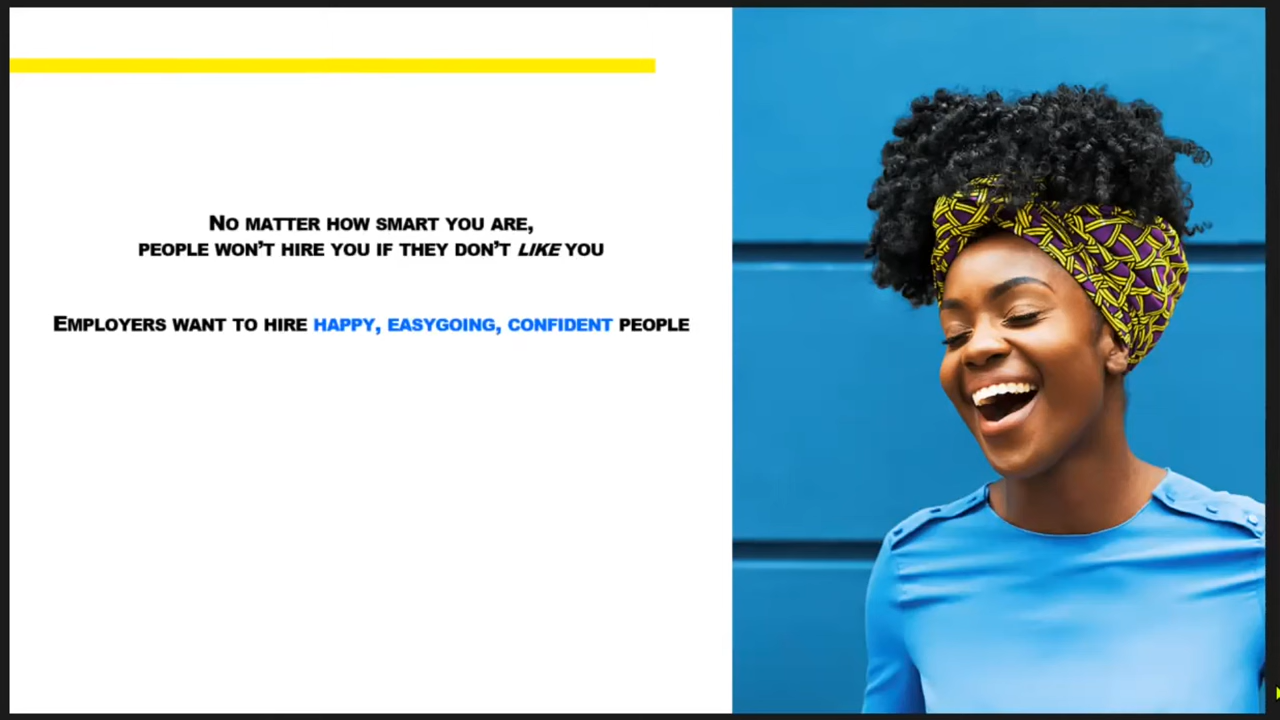 No matter how smart you are,
people won't hire you if they don't like you
Employers want to hire happy, easygoing, confident people